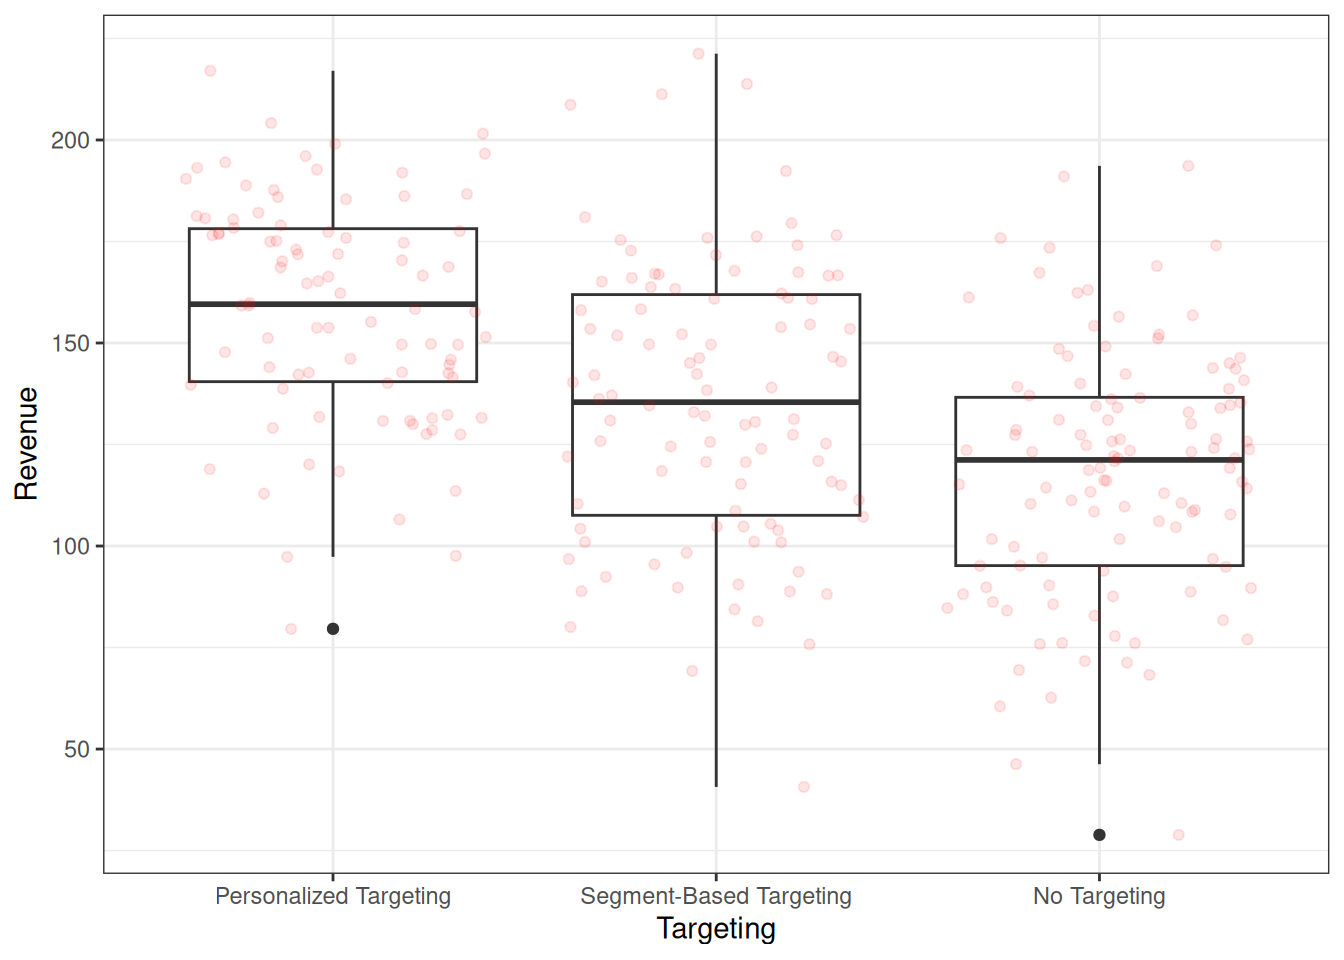 Revenue
200
150
100
50
Personalized Targeting
Segment-Based Targeting
No Targeting
Targeting